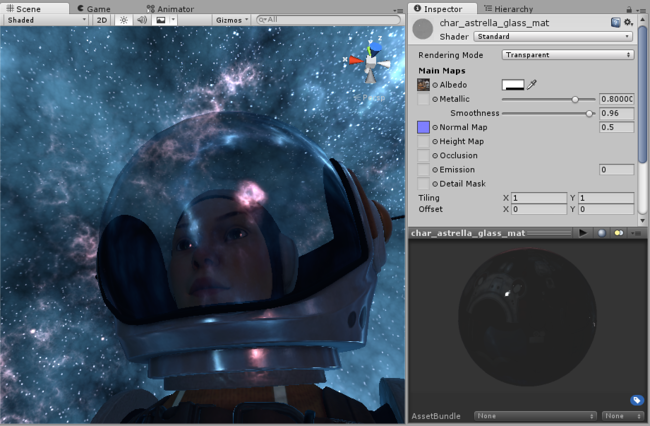 Scene Game Animator Inspector Hierarchy
Shaded 2D Gizmos All
char_astrella_glass_mat
Shader Standard
Rendering Mode Transparent
Main Maps
Albedo
Metallic 0.8000
Smoothness 0.96
Normal Map 0.5
Height Map
Occlusion
Emission 0
Detail Mask
Tiling X 1 Y 1
Offset X 0 Y 0
x z
Persp
char_astrella_glass_mat
AssetBundle None None